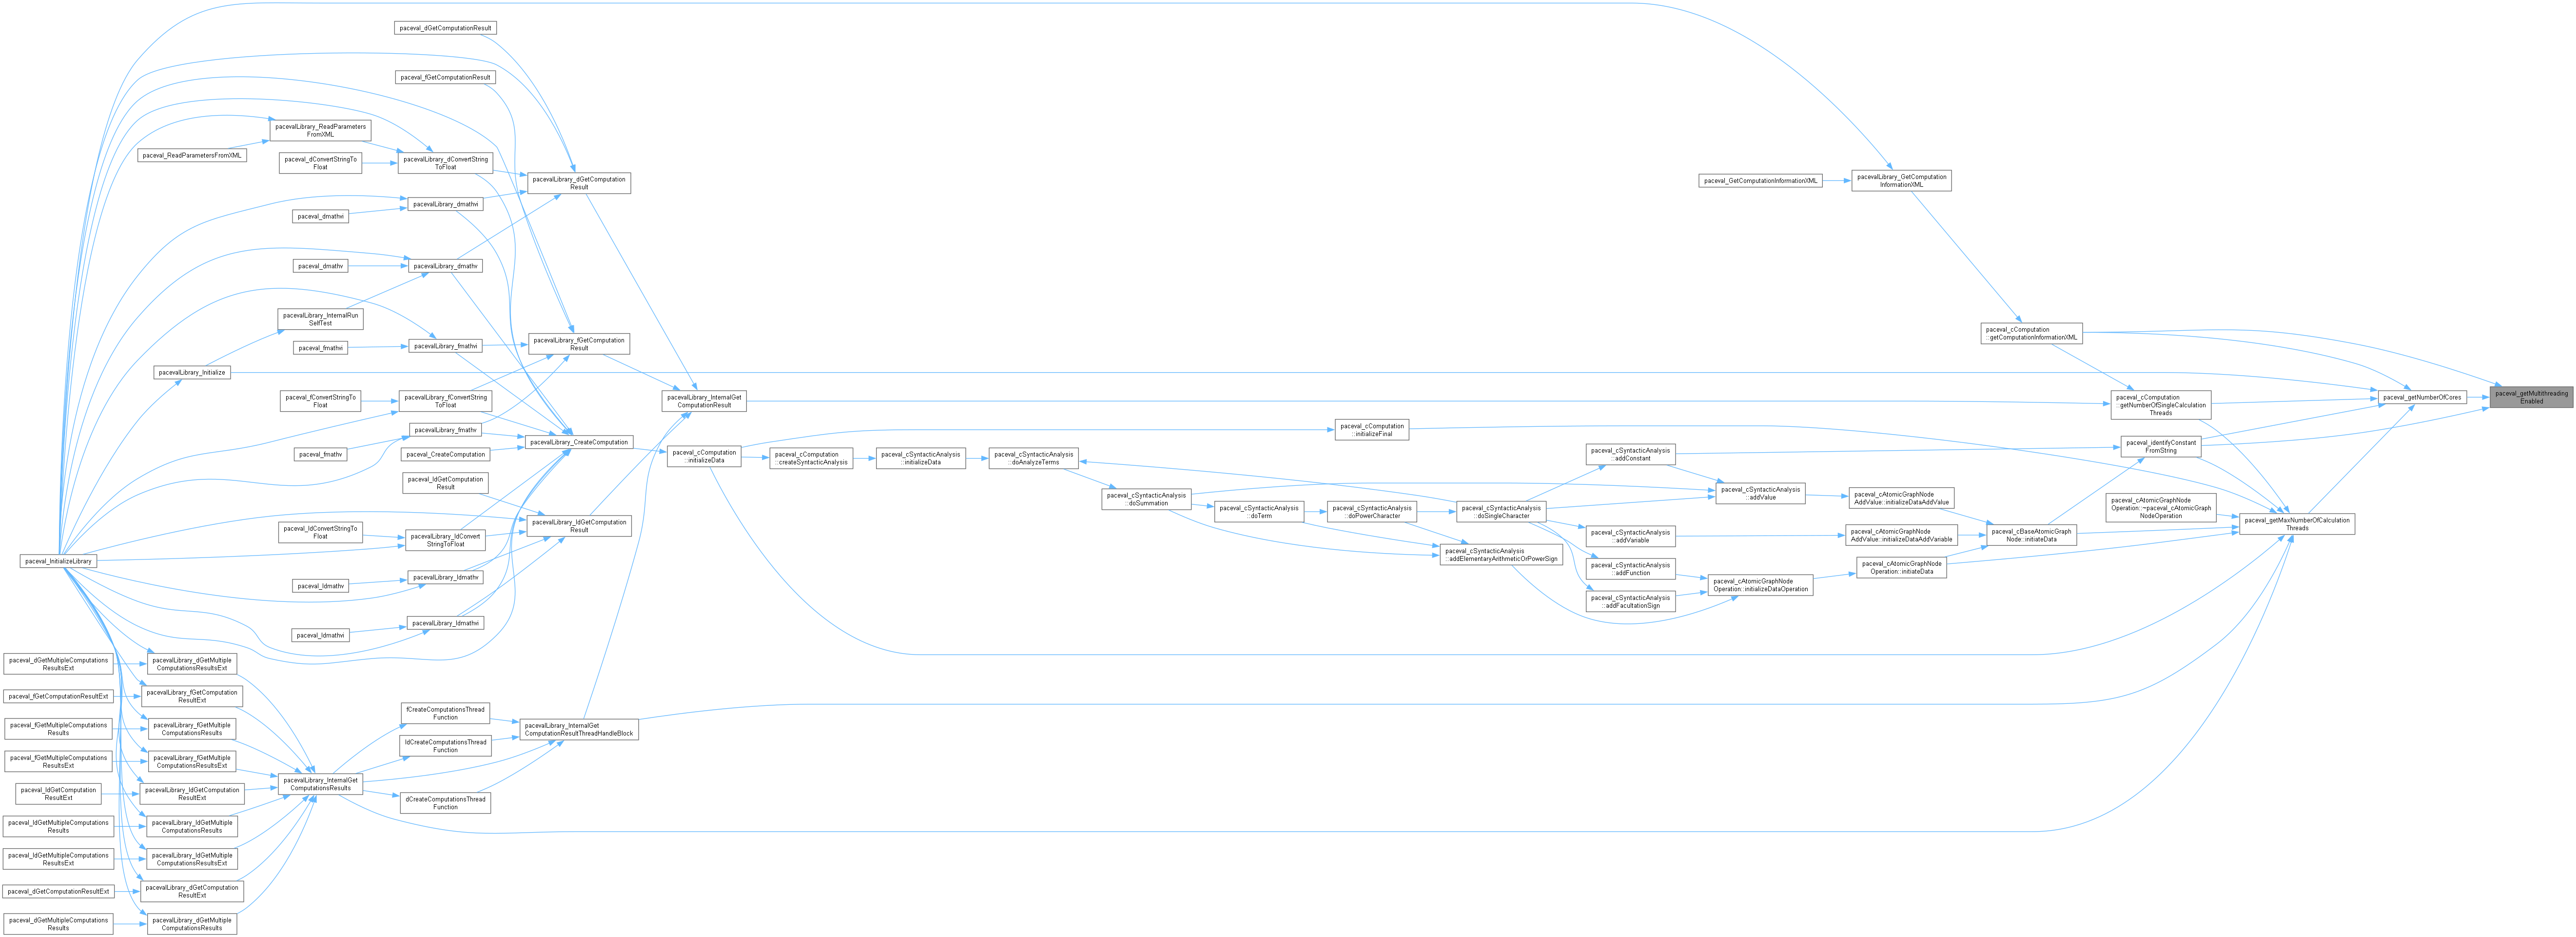 paceval_dGetComputationResult
paceval_fGetComputationResult
pacevalLibrary_ReadParameters
FromXML
paceval_ReadParametersFromXML
paceval_dConvertStringTo
Float
pacevalLibrary_dConvertString
ToFloat
pacevalLibrary_dGetComputation
Result
paceval_GetComputationInformationXML
pacevalLibrary_GetComputation
InformationXML
pacevalLibrary_dmathvi
paceval_dmathvi
pacevalLibrary_dmathv
paceval_dmathv
pacevalLibrary_InternalRun
SelfTest
paceval_cComputation
::getComputationInformationXML
pacevalLibrary_fGetComputation
Result
paceval_fmathvi
pacevalLibrary_fmathvi
pacevalLibrary_Initialize
paceval_fConvertStringTo
Float
pacevalLibrary_fConvertString
ToFloat
pacevalLibrary_InternalGet
ComputationResult
paceval_cComputation
::getNumberOfSingleCalculation
Threads
paceval_getNumberOfCores
paceval_getMultithreading
Enabled
pacevalLibrary_fmathv
paceval_fmathv
paceval_CreateComputation
pacevalLibrary_CreateComputation
paceval_cComputation
::initializeFinal
paceval_identifyConstant
FromString
paceval_cComputation
::initializeData
paceval_cComputation
::createSyntacticAnalysis
paceval_cSyntacticAnalysis
::initializeData
paceval_cSyntacticAnalysis
::doAnalyzeTerms
paceval_cSyntacticAnalysis
::addConstant
paceval_ldGetComputation
Result
paceval_cSyntacticAnalysis
::doSummation
paceval_cSyntacticAnalysis
::addValue
paceval_cAtomicGraphNode
AddValue::initializeDataAddValue
paceval_cAtomicGraphNode
Operation::~paceval_cAtomicGraph
NodeOperation
paceval_cSyntacticAnalysis
::doTerm
paceval_cSyntacticAnalysis
::doPowerCharacter
paceval_cSyntacticAnalysis
::doSingleCharacter
paceval_getMaxNumberOfCalculation
Threads
paceval_ldConvertStringTo
Float
pacevalLibrary_ldConvert
StringToFloat
pacevalLibrary_ldGetComputation
Result
paceval_cSyntacticAnalysis
::addVariable
paceval_cAtomicGraphNode
AddValue::initializeDataAddVariable
paceval_cBaseAtomicGraph
Node::initiateData
paceval_InitializeLibrary
paceval_cSyntacticAnalysis
::addElementaryArithmeticOrPowerSign
paceval_cSyntacticAnalysis
::addFunction
paceval_cAtomicGraphNode
Operation::initiateData
paceval_ldmathv
pacevalLibrary_ldmathv
paceval_cAtomicGraphNode
Operation::initializeDataOperation
paceval_cSyntacticAnalysis
::addFacultationSign
pacevalLibrary_ldmathvi
paceval_ldmathvi
paceval_dGetMultipleComputations
ResultsExt
pacevalLibrary_dGetMultiple
ComputationsResultsExt
paceval_fGetComputationResultExt
pacevalLibrary_fGetComputation
ResultExt
paceval_fGetMultipleComputations
Results
pacevalLibrary_fGetMultiple
ComputationsResults
fCreateComputationsThread
Function
pacevalLibrary_InternalGet
ComputationResultThreadHandleBlock
ldCreateComputationsThread
Function
paceval_fGetMultipleComputations
ResultsExt
pacevalLibrary_fGetMultiple
ComputationsResultsExt
pacevalLibrary_InternalGet
ComputationsResults
paceval_ldGetComputation
ResultExt
pacevalLibrary_ldGetComputation
ResultExt
dCreateComputationsThread
Function
paceval_ldGetMultipleComputations
Results
pacevalLibrary_ldGetMultiple
ComputationsResults
paceval_ldGetMultipleComputations
ResultsExt
pacevalLibrary_ldGetMultiple
ComputationsResultsExt
paceval_dGetComputationResultExt
pacevalLibrary_dGetComputation
ResultExt
paceval_dGetMultipleComputations
Results
pacevalLibrary_dGetMultiple
ComputationsResults